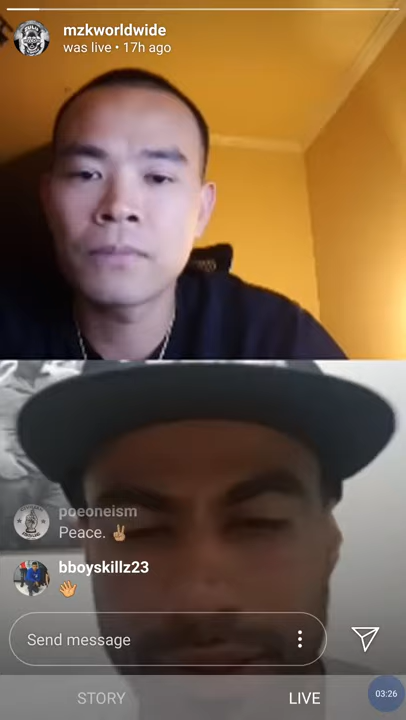 mzkworldwide
was live • 17h ago
poeoneism
Peace. ✌🏽
bboyskillz23
👋🏽
Send message
STORY
LIVE
03:26